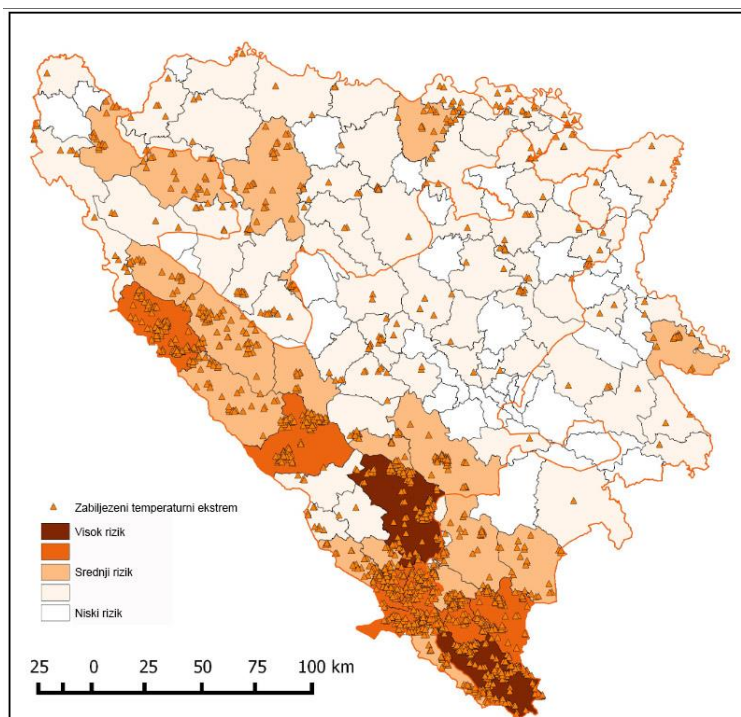 Zabilježeni temperaturni ekstrem
Visok rizik
Srednji rizik
Niski rizik
25 0 25 50 75 100 km